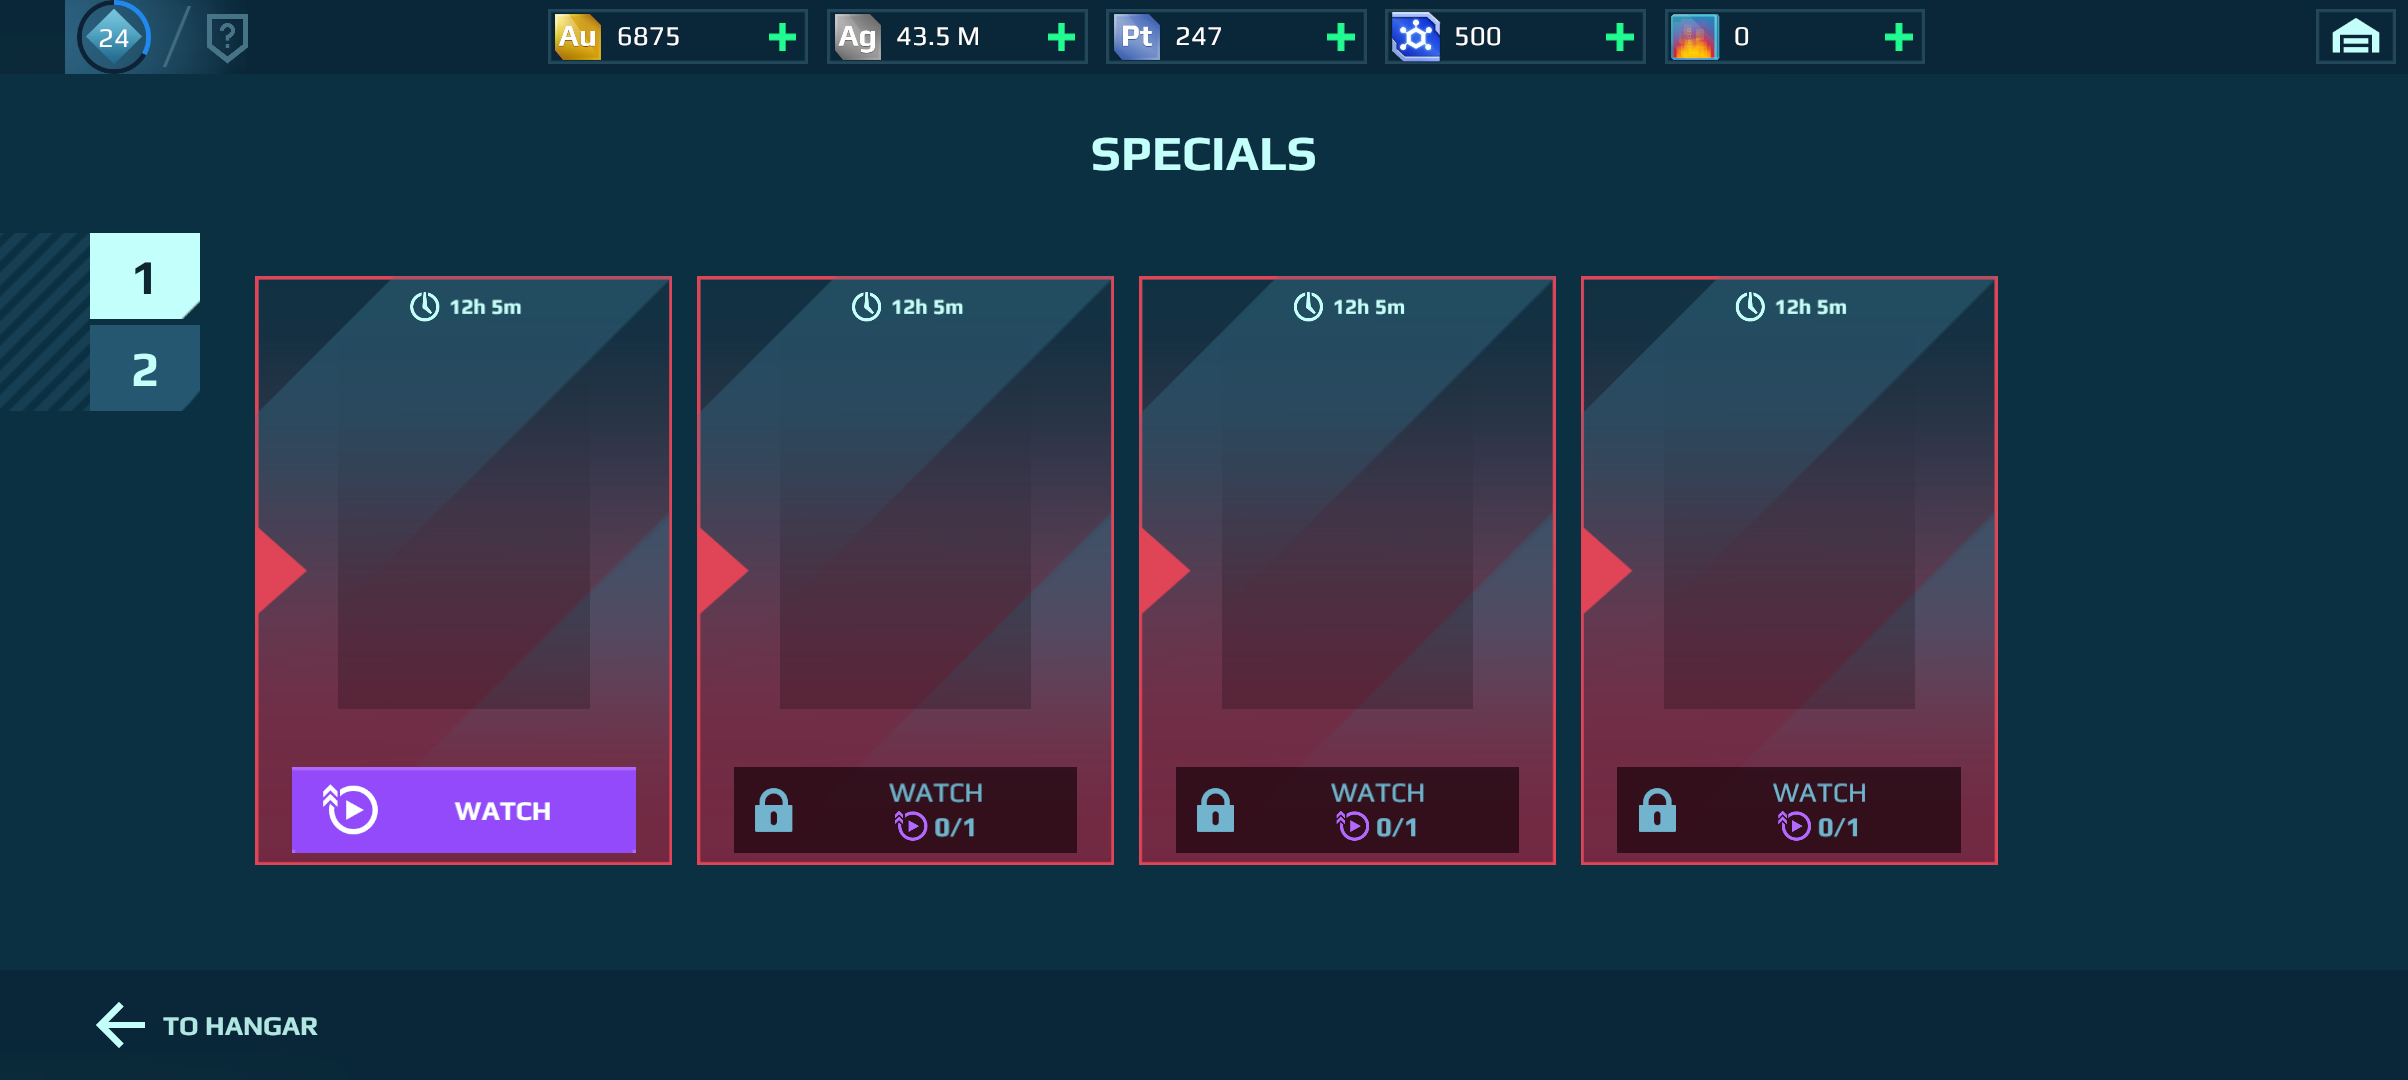 24
?
Au 6875
Ag 43.5 M
Pt 247
500
0
SPECIALS
1
2
12h 5m
WATCH
12h 5m
WATCH
0/1
12h 5m
WATCH
0/1
12h 5m
WATCH
0/1
TO HANGAR